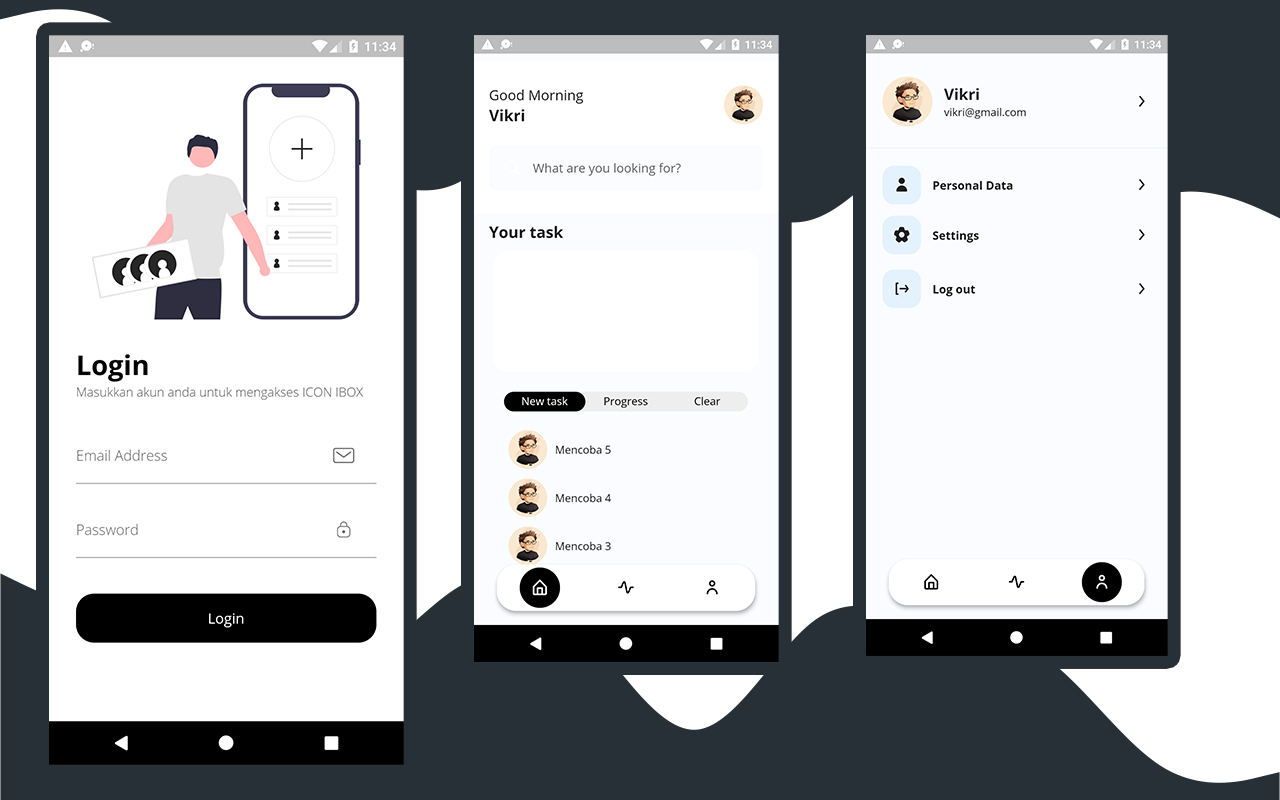 11:34
Login
Masukkan akun anda untuk mengakses ICON IBOX
Email Address
Password
Login
11:34
Good Morning
Vikri
What are you looking for?
Your task
New task Progress Clear
Mencoba 5
Mencoba 4
Mencoba 3
11:34
Vikri
vikri@gmail.com
Personal Data
Settings
Log out